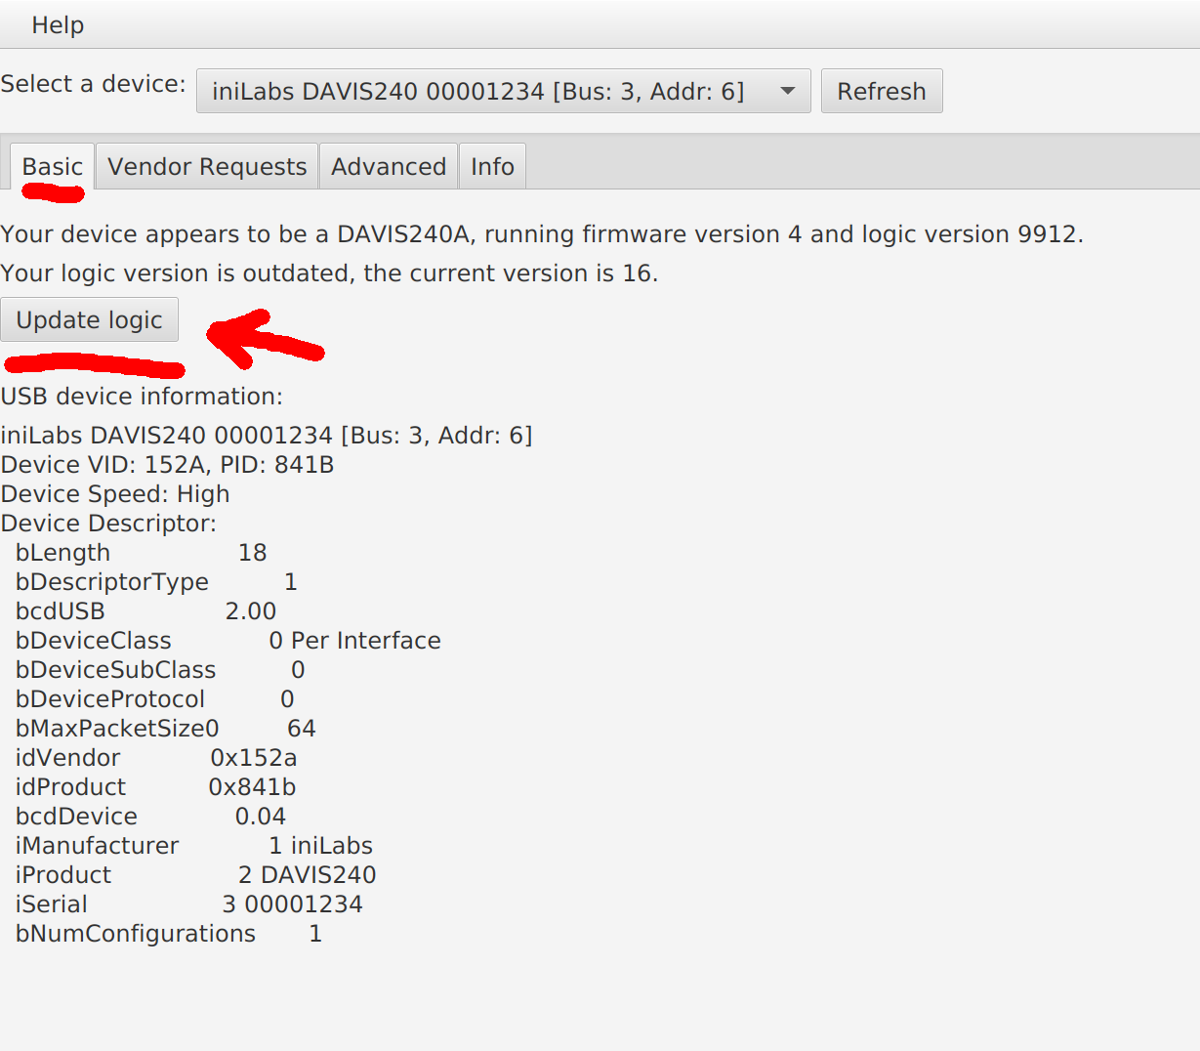 Help
Select a device: iniLabs DAVIS240 00001234 [Bus: 3, Addr: 6] Refresh
Basic Vendor Requests Advanced Info
Your device appears to be a DAVIS240A, running firmware version 4 and logic version 9912.
Your logic version is outdated, the current version is 16.
Update logic
USB device information:
iniLabs DAVIS240 00001234 [Bus: 3, Addr: 6]
Device VID: 152A, PID: 841B
Device Speed: High
Device Descriptor:
bLength 18
bDescriptorType 1
bcdUSB 2.00
bDeviceClass 0 Per Interface
bDeviceSubClass 0
bDeviceProtocol 0
bMaxPacketSize0 64
idVendor 0x152a
idProduct 0x841b
bcdDevice 0.04
iManufacturer 1 iniLabs
iProduct 2 DAVIS240
iSerial 3 00001234
bNumConfigurations 1